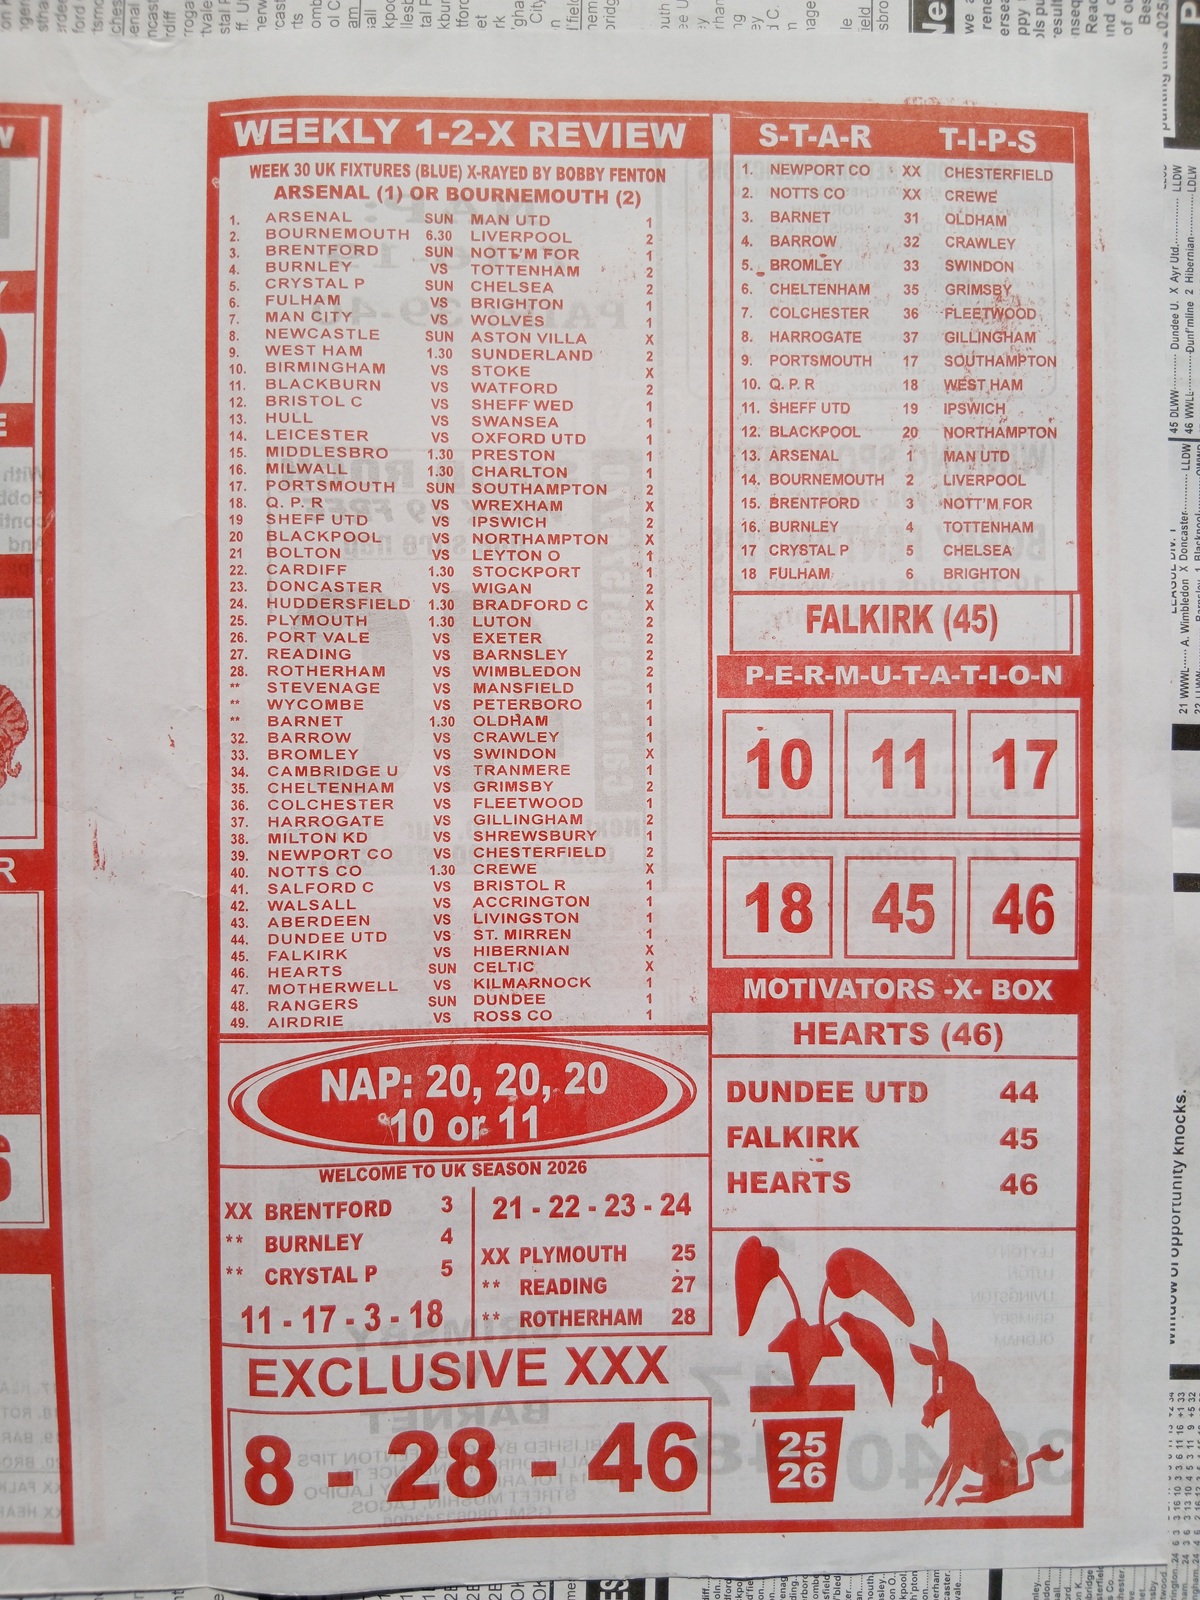 WEEKLY 1-2-X REVIEW
WEEK 30 UK FIXTURES (BLUE) X-RAYED BY BOBBY FENTON
ARSENAL (1) OR BOURNEMOUTH (2)
1. ARSENAL SUN MAN UTD 1
2. BOURNEMOUTH 6.30 LIVERPOOL 2
3. BRENTFORD SUN NOTT'M FOR 1
4. BURNLEY VS TOTTENHAM 2
5. CRYSTAL P SUN CHELSEA 2
6. FULHAM VS BRIGHTON 1
7. MAN CITY VS WOLVES 1
8. NEWCASTLE SUN ASTON VILLA X
9. WEST HAM 1.30 SUNDERLAND 2
10. BIRMINGHAM VS STOKE X
11. BLACKBURN VS WATFORD 2
12. BRISTOL C VS SHEFF WED 1
13. HULL VS SWANSEA 1
14. LEICESTER VS OXFORD UTD 1
15. MIDDLESBRO 1.30 PRESTON 1
16. MILWALL 1.30 CHARLTON 1
17. PORTSMOUTH SUN SOUTHAMPTON 2
18. Q. P. R VS WREXHAM X
19 SHEFF UTD VS IPSWICH 2
20 BLACKPOOL VS NORTHAMPTON X
21 BOLTON VS LEYTON O 1
22. CARDIFF 1.30 STOCKPORT 1
23. DONCASTER VS WIGAN 2
24. HUDDERSFIELD 1.30 BRADFORD C X
25. PLYMOUTH 1.30 LUTON 2
26. PORT VALE VS EXETER 2
27. READING VS BARNSLEY 2
28. ROTHERHAM VS WIMBLEDON 2
** STEVENAGE VS MANSFIELD 1
** WYCOMBE VS PETERBORO 1
** BARNET 1.30 OLDHAM 1
32. BARROW VS CRAWLEY 1
33. BROMLEY VS SWINDON X
34. CAMBRIDGE U VS TRANMERE 1
35. CHELTENHAM VS GRIMSBY 2
36. COLCHESTER VS FLEETWOOD 1
37. HARROGATE VS GILLINGHAM 2
38. MILTON KD VS SHREWSBURY 1
39. NEWPORT CO VS CHESTERFIELD 2
40. NOTTS CO 1.30 CREWE X
41. SALFORD C VS BRISTOL R 1
42. WALSALL VS ACCRINGTON 1
43. ABERDEEN VS LIVINGSTON 1
44. DUNDEE UTD VS ST. MIRREN 1
45. FALKIRK VS HIBERNIAN X
46. HEARTS SUN CELTIC X
47. MOTHERWELL VS KILMARNOCK 1
48. RANGERS SUN DUNDEE 1
49. AIRDRIE VS ROSS CO 1
NAP: 20, 20, 20
10 or 11
WELCOME TO UK SEASON 2026
XX BRENTFORD 3
** BURNLEY 4
** CRYSTAL P 5
11 - 17 - 3 - 18
21 - 22 - 23 - 24
XX PLYMOUTH 25
** READING 27
** ROTHERHAM 28
EXCLUSIVE XXX
8 - 28 - 46
S-T-A-R T-I-P-S
1. NEWPORT CO XX CHESTERFIELD
2. NOTTS CO XX CREWE
3. BARNET 31 OLDHAM
4. BARROW 32 CRAWLEY
5. BROMLEY 33 SWINDON
6. CHELTENHAM 35 GRIMSBY
7. COLCHESTER 36 FLEETWOOD
8. HARROGATE 37 GILLINGHAM
9. PORTSMOUTH 17 SOUTHAMPTON
10. Q. P. R 18 WEST HAM
11. SHEFF UTD 19 IPSWICH
12. BLACKPOOL 20 NORTHAMPTON
13. ARSENAL 1 MAN UTD
14. BOURNEMOUTH 2 LIVERPOOL
15. BRENTFORD 3 NOTT'M FOR
16. BURNLEY 4 TOTTENHAM
17 CRYSTAL P 5 CHELSEA
18 FULHAM 6 BRIGHTON
FALKIRK (45)
P-E-R-M-U-T-A-T-I-O-N
10 11 17
18 45 46
MOTIVATORS -X- BOX
HEARTS (46)
DUNDEE UTD 44
FALKIRK 45
HEARTS 46
25
26